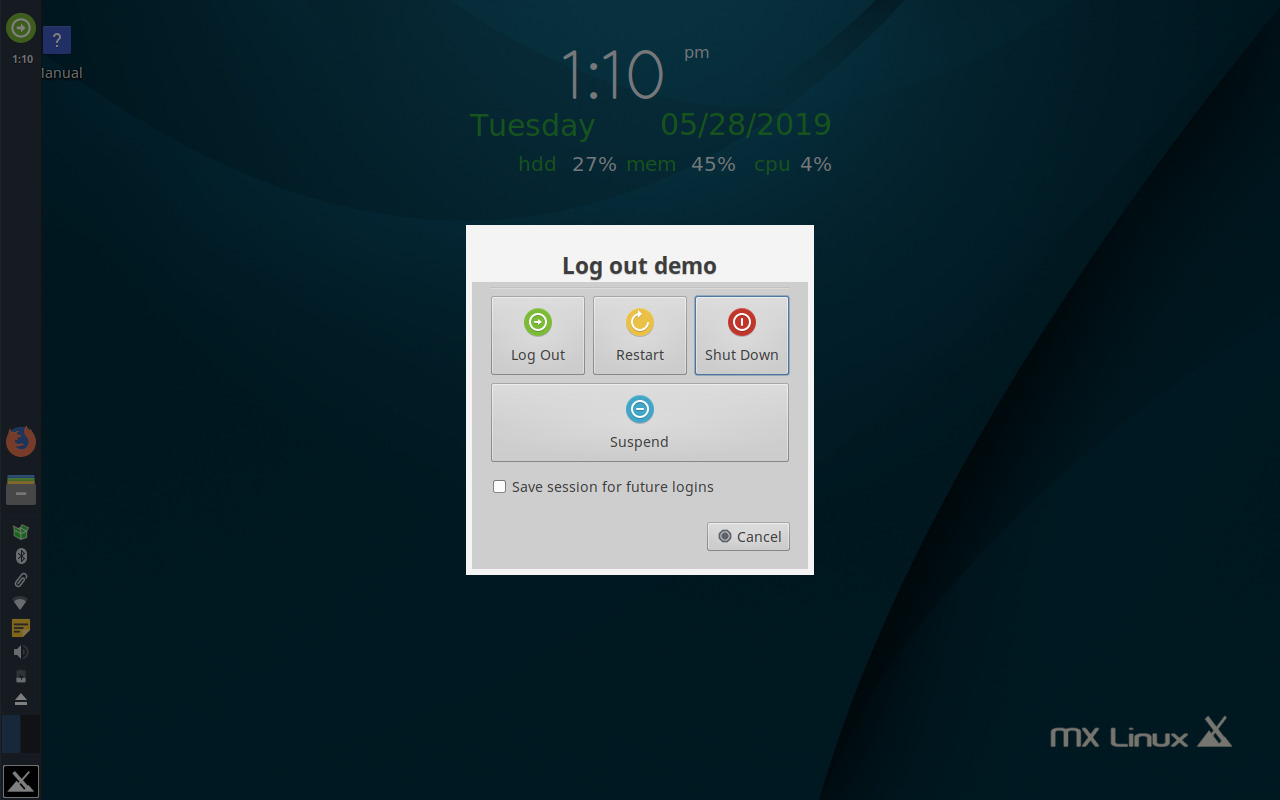 1:10
?
lanual
1:10 pm
Tuesday 05/28/2019
hdd 27% mem 45% cpu 4%
Log out demo
Log Out Restart Shut Down
Suspend
Save session for future logins
Cancel
mx Linux